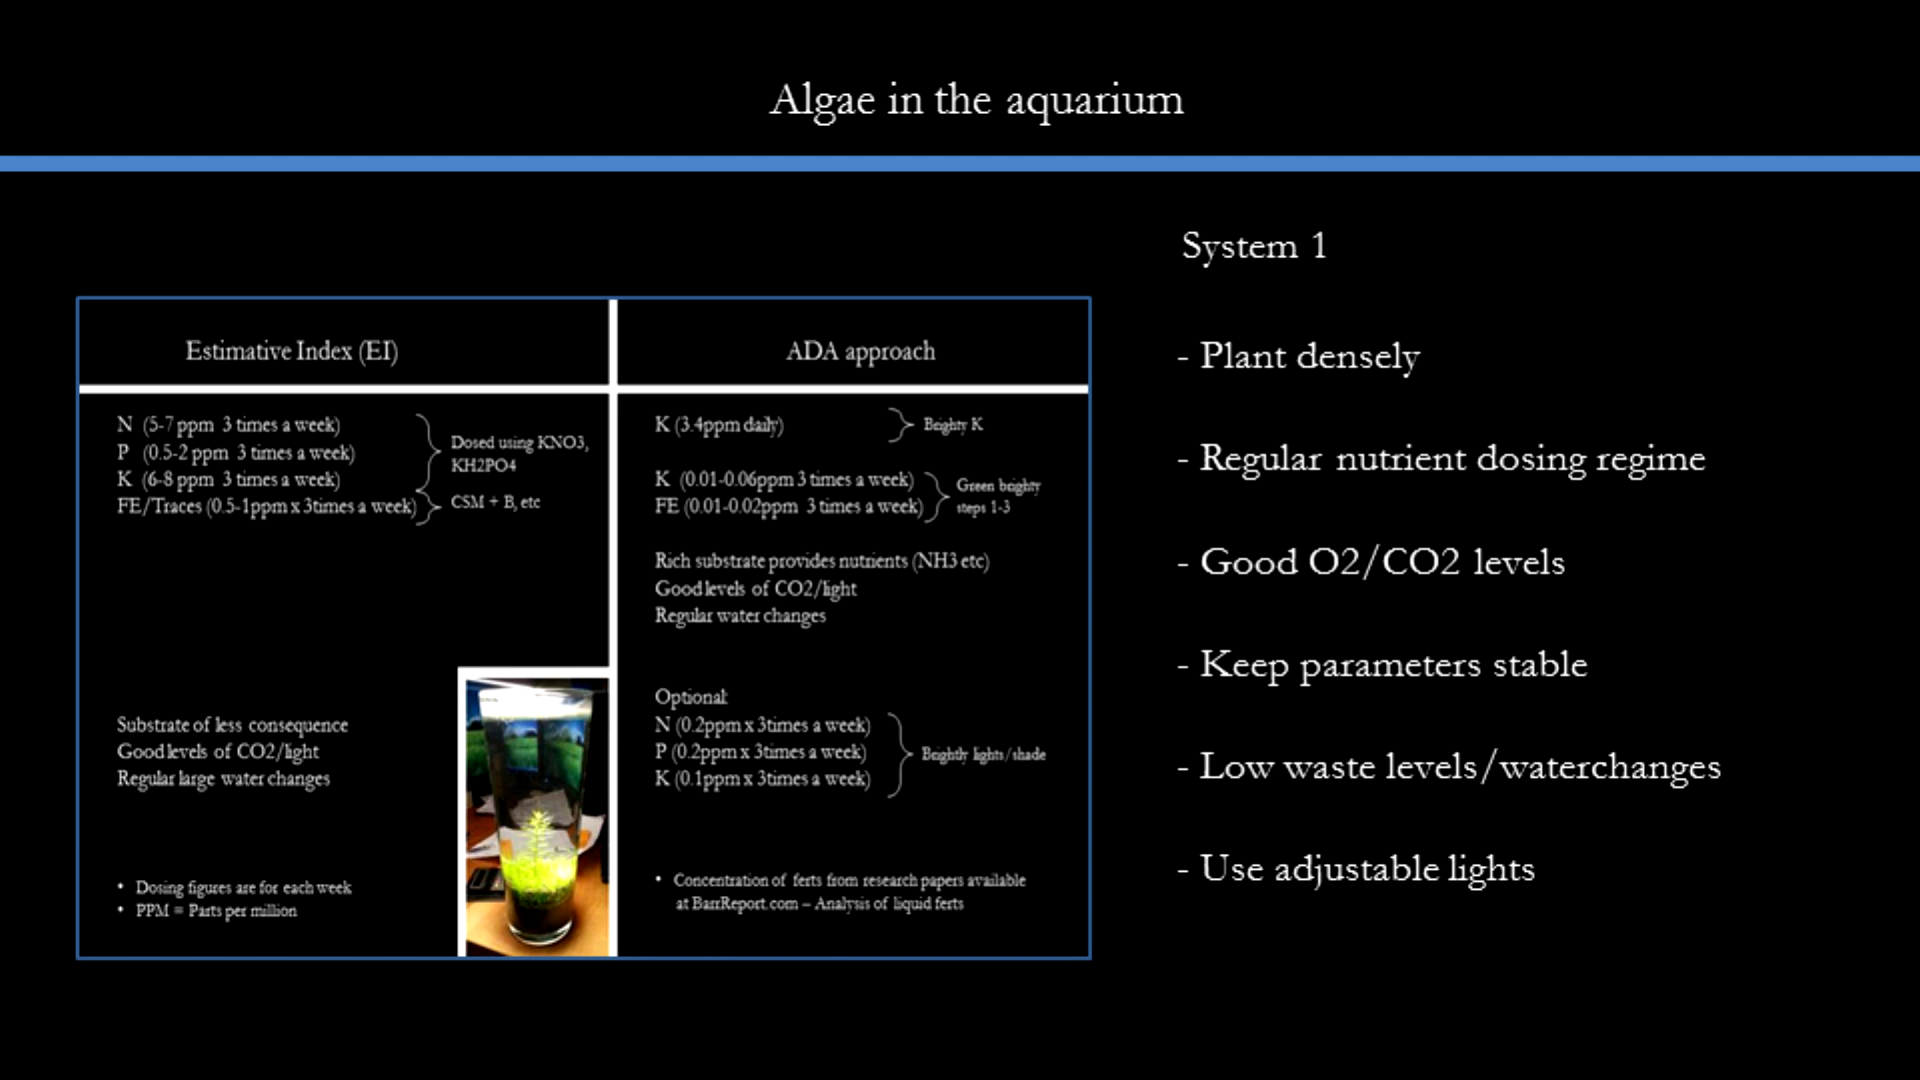 Algae in the aquarium
Estimative Index (EI)
N (5-7 ppm 3 times a week)
P (0.5-2 ppm 3 times a week)
K (6-8 ppm 3 times a week)
FE/Traces (0.5-1ppm x 3times a week)
Dosed using KNO3,
KH2PO4
CSM + B, etc
Substrate of less consequence
Good levels of CO2/light
Regular large water changes
• Dosing figures are for each week
• PPM = Parts per million
ADA approach
K (3.4ppm daily)
Brighty K
K (0.01-0.06ppm 3 times a week)
FE (0.01-0.02ppm 3 times a week)
Green brighty
steps 1-3
Rich substrate provides nutrients (NH3 etc)
Good levels of CO2/light
Regular water changes
Optional:
N (0.2ppm x 3times a week)
P (0.2ppm x 3times a week)
K (0.1ppm x 3times a week)
Brightly lights/shade
• Concentration of ferts from research papers available
at BarrReport.com – Analysis of liquid ferts
System 1
- Plant densely
- Regular nutrient dosing regime
- Good O2/CO2 levels
- Keep parameters stable
- Low waste levels/waterchanges
- Use adjustable lights